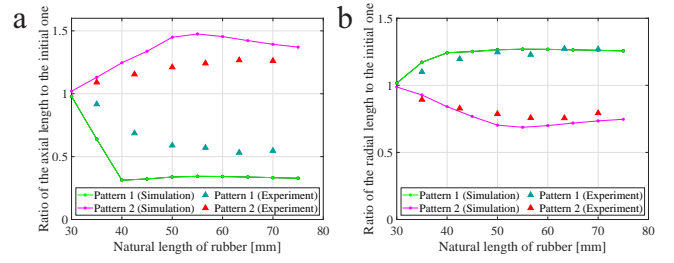 a
Ratio of the axial length to the initial one
1.5
1
0.5
0
30 40 50 60 70 80
Natural length of rubber [mm]
Pattern 1 (Simulation) Pattern 1 (Experiment)
Pattern 2 (Simulation) Pattern 2 (Experiment)
b
Ratio of the radial length to the initial one
1.5
1
0.5
0
30 40 50 60 70 80
Natural length of rubber [mm]
Pattern 1 (Simulation) Pattern 1 (Experiment)
Pattern 2 (Simulation) Pattern 2 (Experiment)